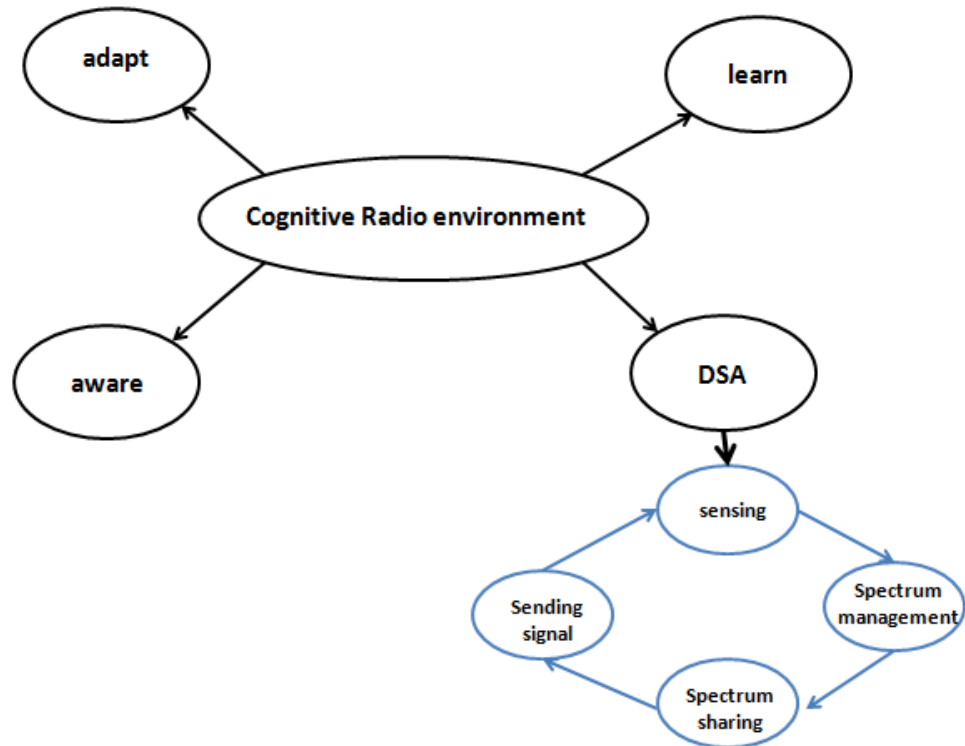 adapt
learn
Cognitive Radio environment
aware
DSA
sensing
Sending
signal
Spectrum
management
Spectrum
sharing